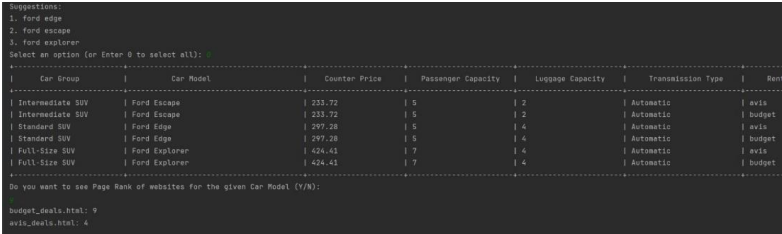 Suggestions:
1. ford edge
2. ford escape
3. ford explorer
Select an option (or Enter 0 to select all): 0
| Car Group | Car Model | Counter Price | Passenger Capacity | Luggage Capacity | Transmission Type | Rent
| Intermediate SUV | Ford Escape | 233.72 | 5 | 2 | Automatic | avis
| Intermediate SUV | Ford Escape | 233.72 | 5 | 2 | Automatic | budget
| Standard SUV | Ford Edge | 297.28 | 5 | 4 | Automatic | avis
| Standard SUV | Ford Edge | 297.28 | 5 | 4 | Automatic | budget
| Full-Size SUV | Ford Explorer | 424.41 | 7 | 4 | Automatic | avis
| Full-Size SUV | Ford Explorer | 424.41 | 7 | 4 | Automatic | budget
Do you want to see Page Rank of websites for the given Car Model (Y/N):
budget_deals.html: 9
avis_deals.html: 4